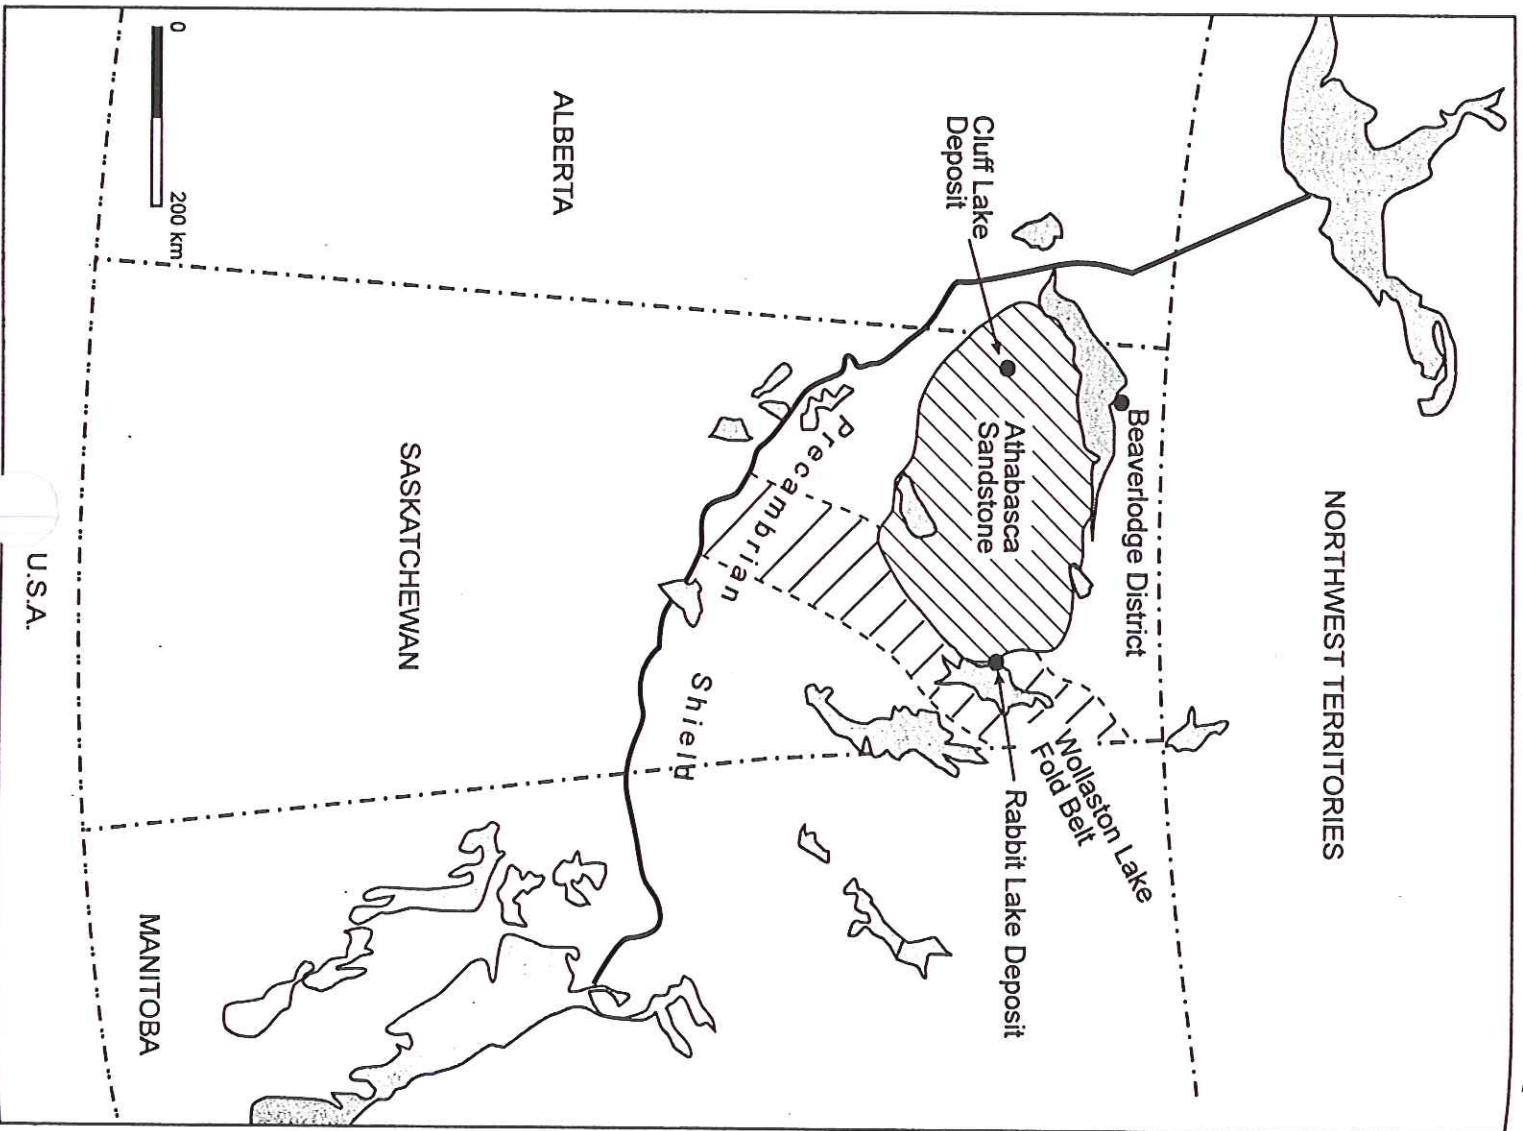 NORTHWEST TERRITORIES
Beaverlodge District
Cluff Lake
Deposit
Athabasca
Sandstone
Wollaston Lake
Fold Belt
Rabbit Lake Deposit
Precambrian
Shield
ALBERTA
SASKATCHEWAN
MANITOBA
0
200 km
U.S.A.